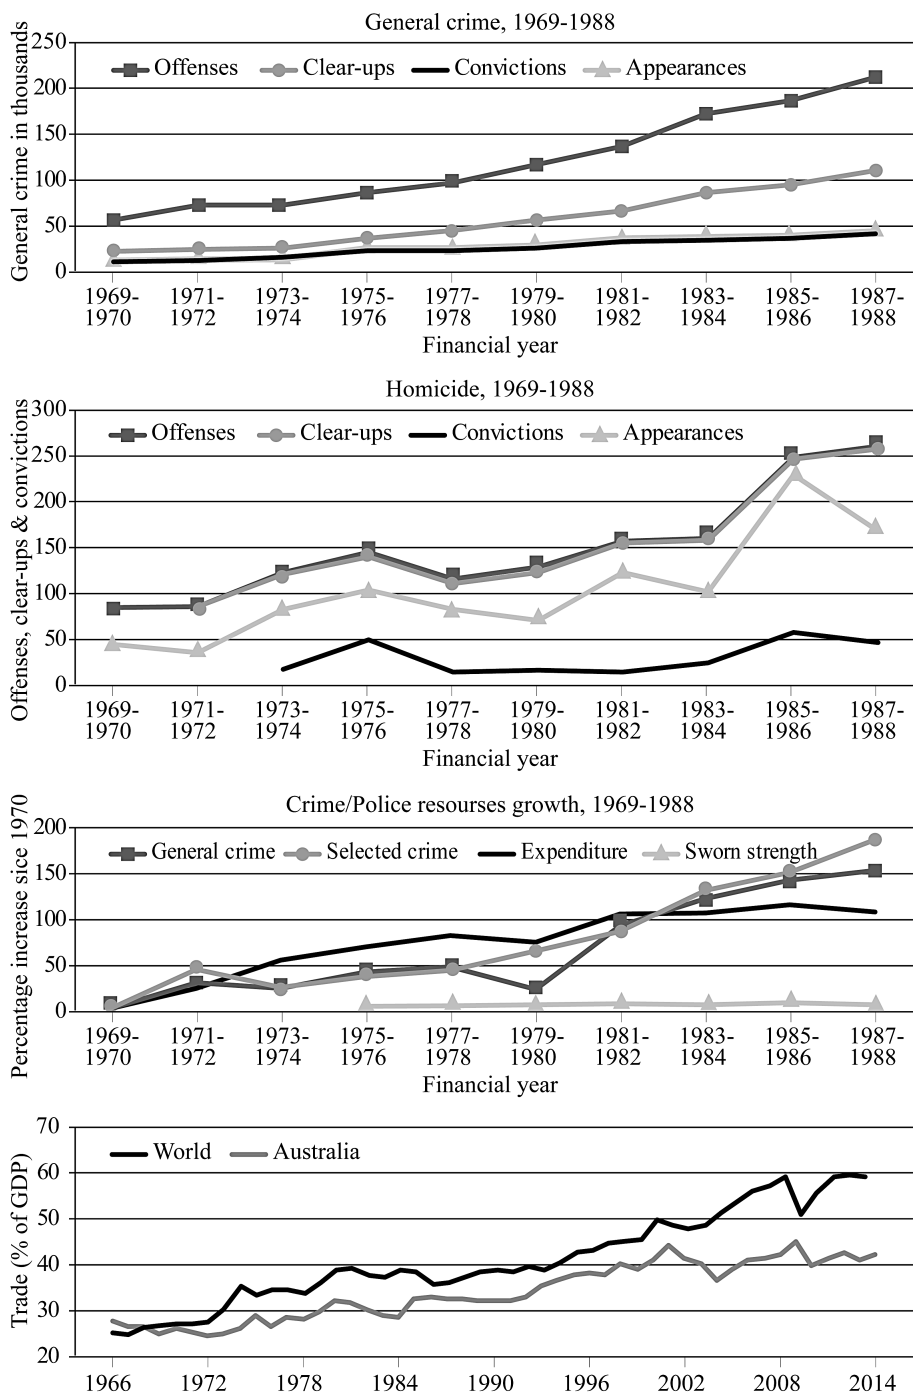 General crime, 1969-1988
General crime in thousands
250
200
150
100
50
0
Offenses Clear-ups Convictions Appearances
1969-1970 1971-1972 1973-1974 1975-1976 1977-1978 1979-1980 1981-1982 1983-1984 1985-1986 1987-1988
Financial year
Homicide, 1969-1988
Offenses, clear-ups & convictions
300
250
200
150
100
50
0
Offenses Clear-ups Convictions Appearances
1969-1970 1971-1972 1973-1974 1975-1976 1977-1978 1979-1980 1981-1982 1983-1984 1985-1986 1987-1988
Financial year
Crime/Police resourses growth, 1969-1988
Percentage increase sice 1970
200
150
100
50
0
General crime Selected crime Expenditure Sworn strength
1969-1970 1971-1972 1973-1974 1975-1976 1977-1978 1979-1980 1981-1982 1983-1984 1985-1986 1987-1988
Financial year
Trade (% of GDP)
70
60
50
40
30
20
World Australia
1966 1972 1978 1984 1990 1996 2002 2008 2014